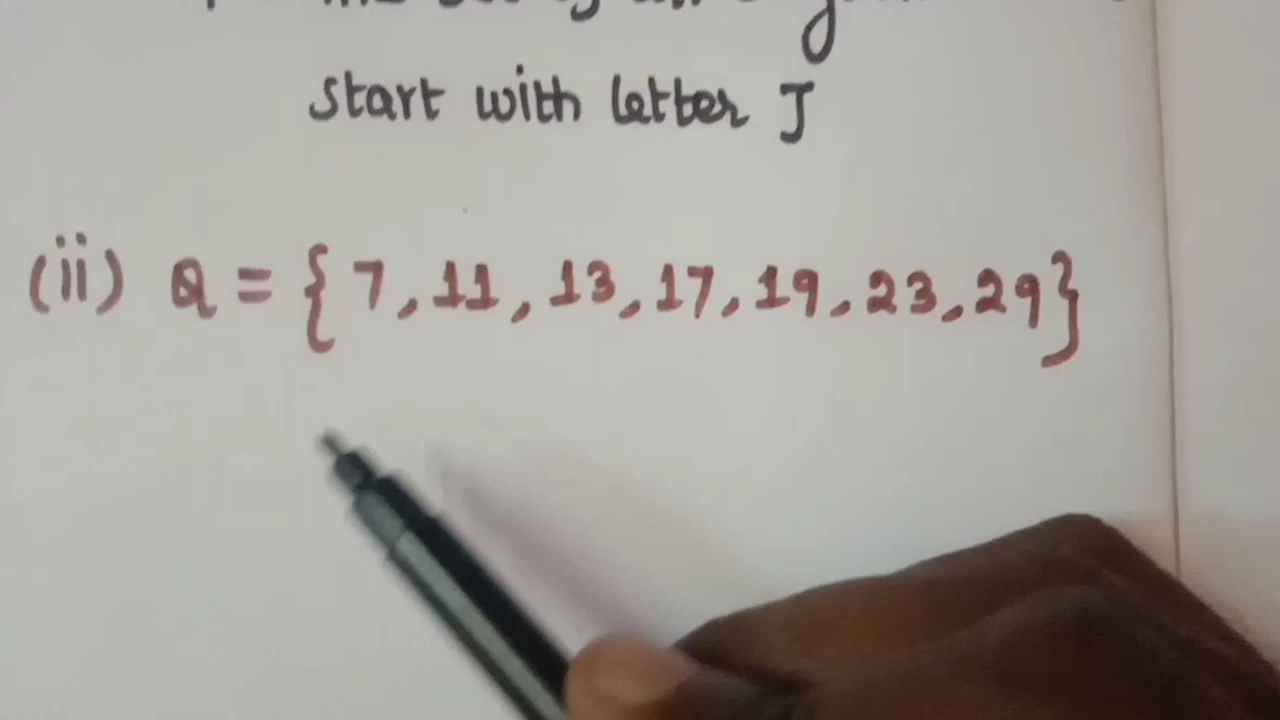 start with letter J
(ii) Q = {7, 11, 13, 17, 19, 23, 29}